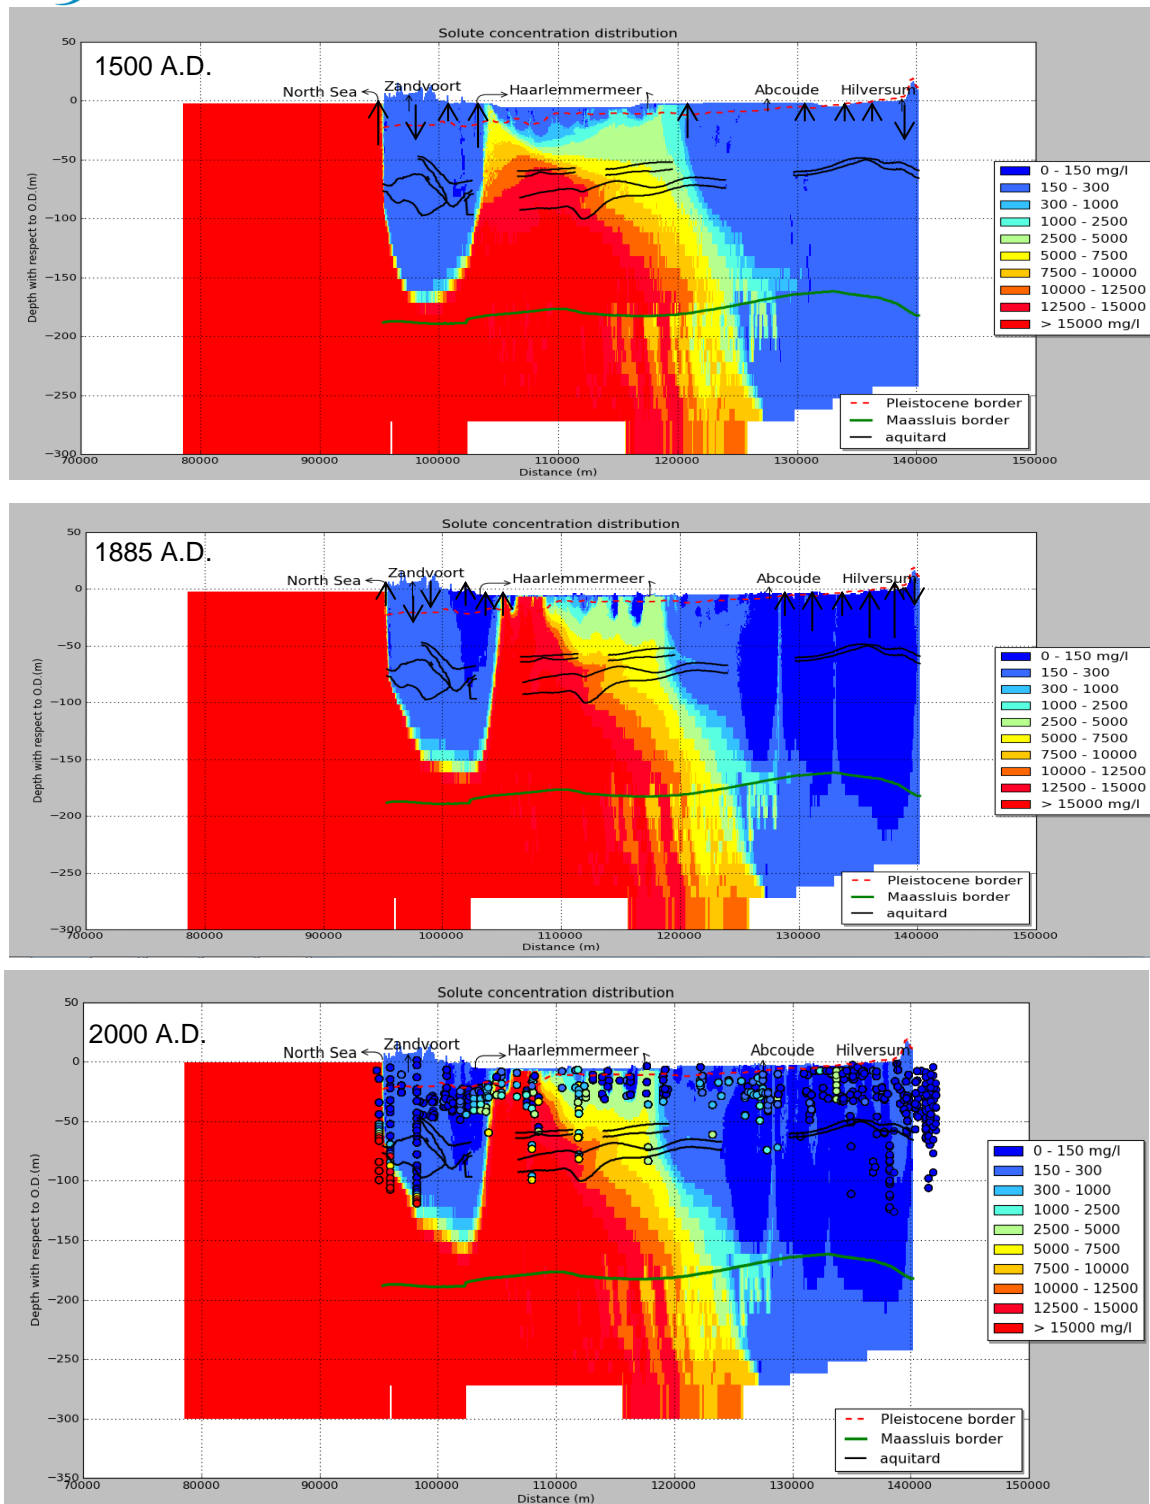 Solute concentration distribution
1500 A.D.
North Sea
Zandvoort
Haarlemmermeer
Abcoude
Hilversum
Depth with respect to O.D.(m)
50
0
−50
−100
−150
−200
−250
−300
70000 80000 90000 100000 110000 120000 130000 140000 150000
Distance (m)
0 - 150 mg/l
150 - 300
300 - 1000
1000 - 2500
2500 - 5000
5000 - 7500
7500 - 10000
10000 - 12500
12500 - 15000
> 15000 mg/l
Pleistocene border
Maassluis border
aquitard
Solute concentration distribution
1885 A.D.
North Sea
Zandvoort
Haarlemmermeer
Abcoude
Hilversum
Depth with respect to O.D.(m)
50
0
−50
−100
−150
−200
−250
−300
70000 80000 90000 100000 110000 120000 130000 140000 150000
Distance (m)
0 - 150 mg/l
150 - 300
300 - 1000
1000 - 2500
2500 - 5000
5000 - 7500
7500 - 10000
10000 - 12500
12500 - 15000
> 15000 mg/l
Pleistocene border
Maassluis border
aquitard
Solute concentration distribution
2000 A.D.
North Sea
Zandvoort
Haarlemmermeer
Abcoude
Hilversum
Depth with respect to O.D.(m)
50
0
−50
−100
−150
−200
−250
−300
−350
70000 80000 90000 100000 110000 120000 130000 140000 150000
Distance (m)
0 - 150 mg/l
150 - 300
300 - 1000
1000 - 2500
2500 - 5000
5000 - 7500
7500 - 10000
10000 - 12500
12500 - 15000
> 15000 mg/l
Pleistocene border
Maassluis border
aquitard